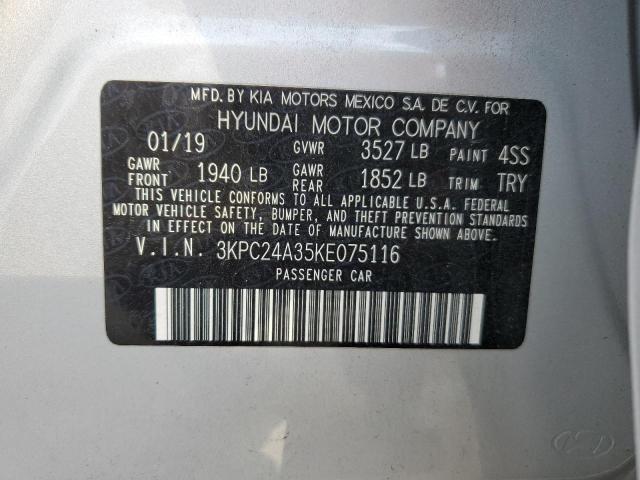 MFD. BY KIA MOTORS MEXICO S.A. DE C.V. FOR
HYUNDAI MOTOR COMPANY
01/19 GVWR 3527 LB PAINT 4SS
GAWR FRONT 1940 LB GAWR REAR 1852 LB TRIM TRY
THIS VEHICLE CONFORMS TO ALL APPLICABLE U.S.A. FEDERAL
MOTOR VEHICLE SAFETY, BUMPER, AND THEFT PREVENTION STANDARDS
IN EFFECT ON THE DATE OF MANUFACTURE SHOWN ABOVE.
V.I.N. 3KPC24A35KE075116
PASSENGER CAR